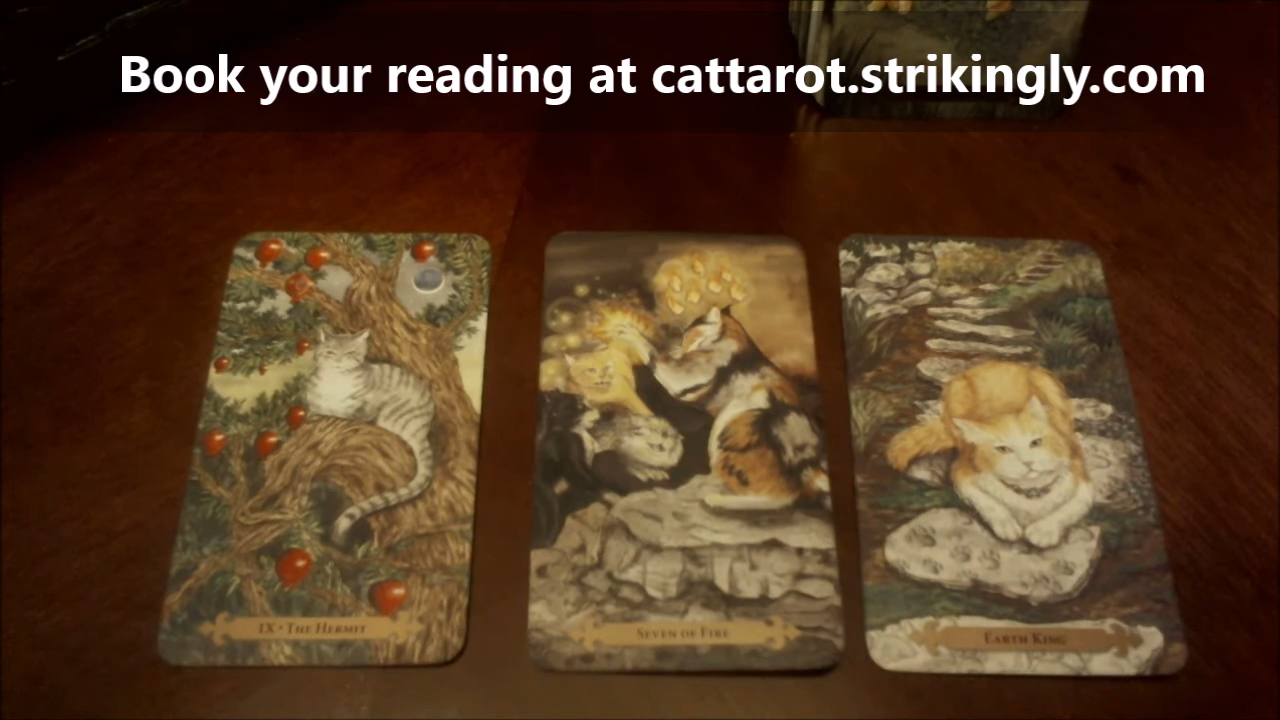 Book your reading at cattarot.strikingly.com
IX • The Hermit
Seven of Fire
Earth King